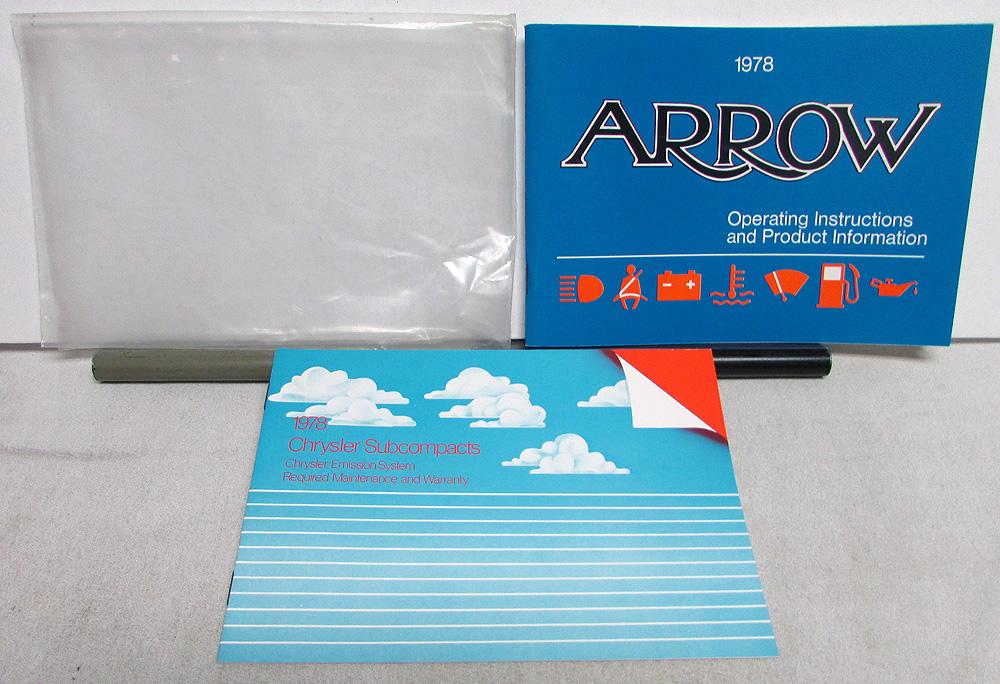 1978
ARROW
Operating Instructions
and Product Information
1978
Chrysler Subcompacts
Chrysler Emission System
Required Maintenance and Warranty